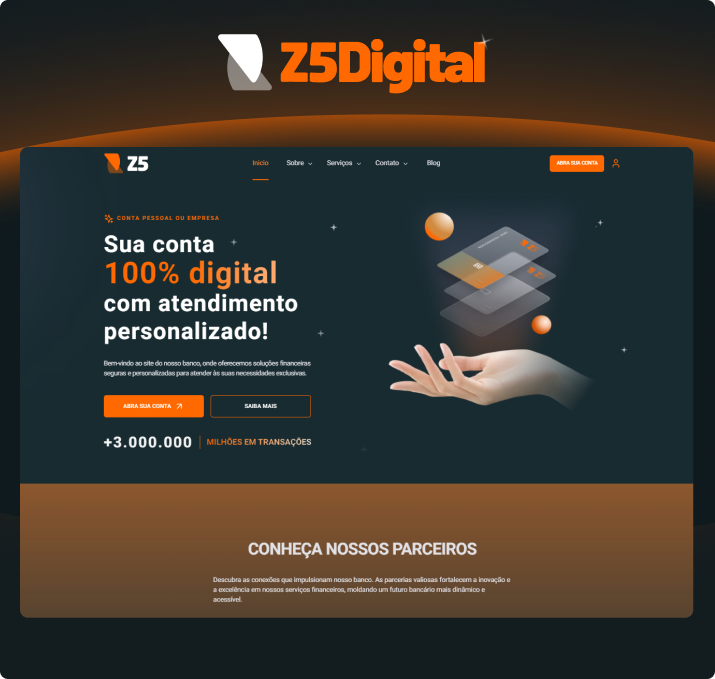 Z5Digital
Z5
Início
Sobre
Serviços
Contato
Blog
ABRA SUA CONTA
CONTA PESSOAL OU EMPRESA
Sua conta
100% digital
com atendimento
personalizado!
Bem-vindo ao site do nosso banco, onde oferecemos soluções financeiras
seguras e personalizadas para atender às suas necessidades exclusivas.
ABRA SUA CONTA
SAIBA MAIS
+3.000.000
MILHÕES EM TRANSAÇÕES
CONHEÇA NOSSOS PARCEIROS
Descubra as conexões que impulsionam nosso banco. As parcerias valiosas fortalecem a inovação e
a excelência em nossos serviços financeiros, moldando um futuro bancário mais dinâmico e
acessível.